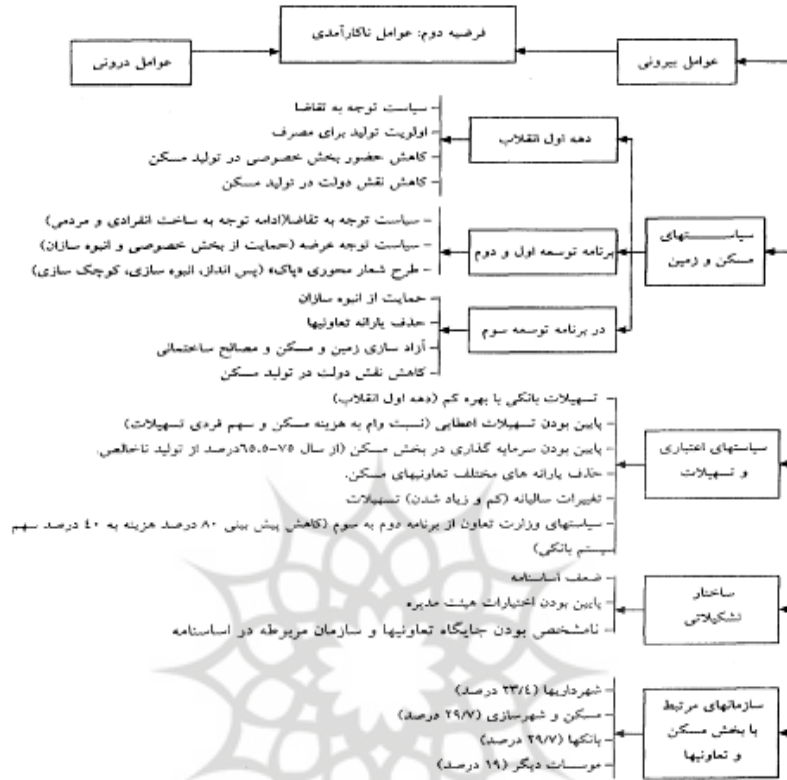 فرضیه دوم: عوامل ناکارآمدی
عوامل بیرونی
عوامل درونی
دهه اول انقلاب
– سیاست توجه به تقاضا
– اولویت تولید برای مصرف
– کاهش حضور بخش خصوصی در تولید مسکن
– کاهش نقش دولت در تولید مسکن
سیاستهای
مسکن و زمین
برنامه توسعه اول و دوم
– سیاست توجه به تقاضا(ادامه توجه به ساخت انفرادی و مردمی)
– سیاست توجه عرضه (حمایت از بخش خصوصی و انبوه سازان)
– طرح شعار محوری «پاک» (پس انداز، انبوه سازی، کوچک سازی)
در برنامه توسعه سوم
حمایت از انبوه سازان
حذف یارانه تعاونیها
آزاد سازی زمین و مسکن و مصالح ساختمانی
کاهش نقش دولت در تولید مسکن
سیاستهای اعتباری
و تسهیلات
– تسهیلات بانکی با بهره کم (دهه اول انقلاب)
– پایین بودن تسهیلات اعطایی (نسبت وام به هزینه مسکن و سهم فردی تسهیلات)
– پایین بودن سرمایه گذاری در بخش مسکن (از سال ۷۵–۶۵،۵درصد از تولید ناخالص.
– حذف یارانه های مختلف تعاونیهای مسکن.
– تغییرات سالیانه (کم و زیاد شدن) تسهیلات
– سیاستهای وزارت تعاون از برنامه دوم به سوم (کاهش پیش بینی ۸۰ درصد هزینه به ۴۰ درصد سهم
سیستم بانکی)
ساختار
تشکیلاتی
– ضعف اساسنامه
– پایین بودن اختیارات هیئت مدیره
– نامشخص بودن جایگاه تعاونیها و سازمان مربوطه در اساسنامه
سازمانهای مرتبط
با بخش مسکن
و تعاونیها
– شهرداریها (۲۳/۴ درصد)
– مسکن و شهرسازی (۲۹/۷ درصد)
– بانکها (۲۹/۷ درصد)
– موسسات دیگر (۱۹ درصد)